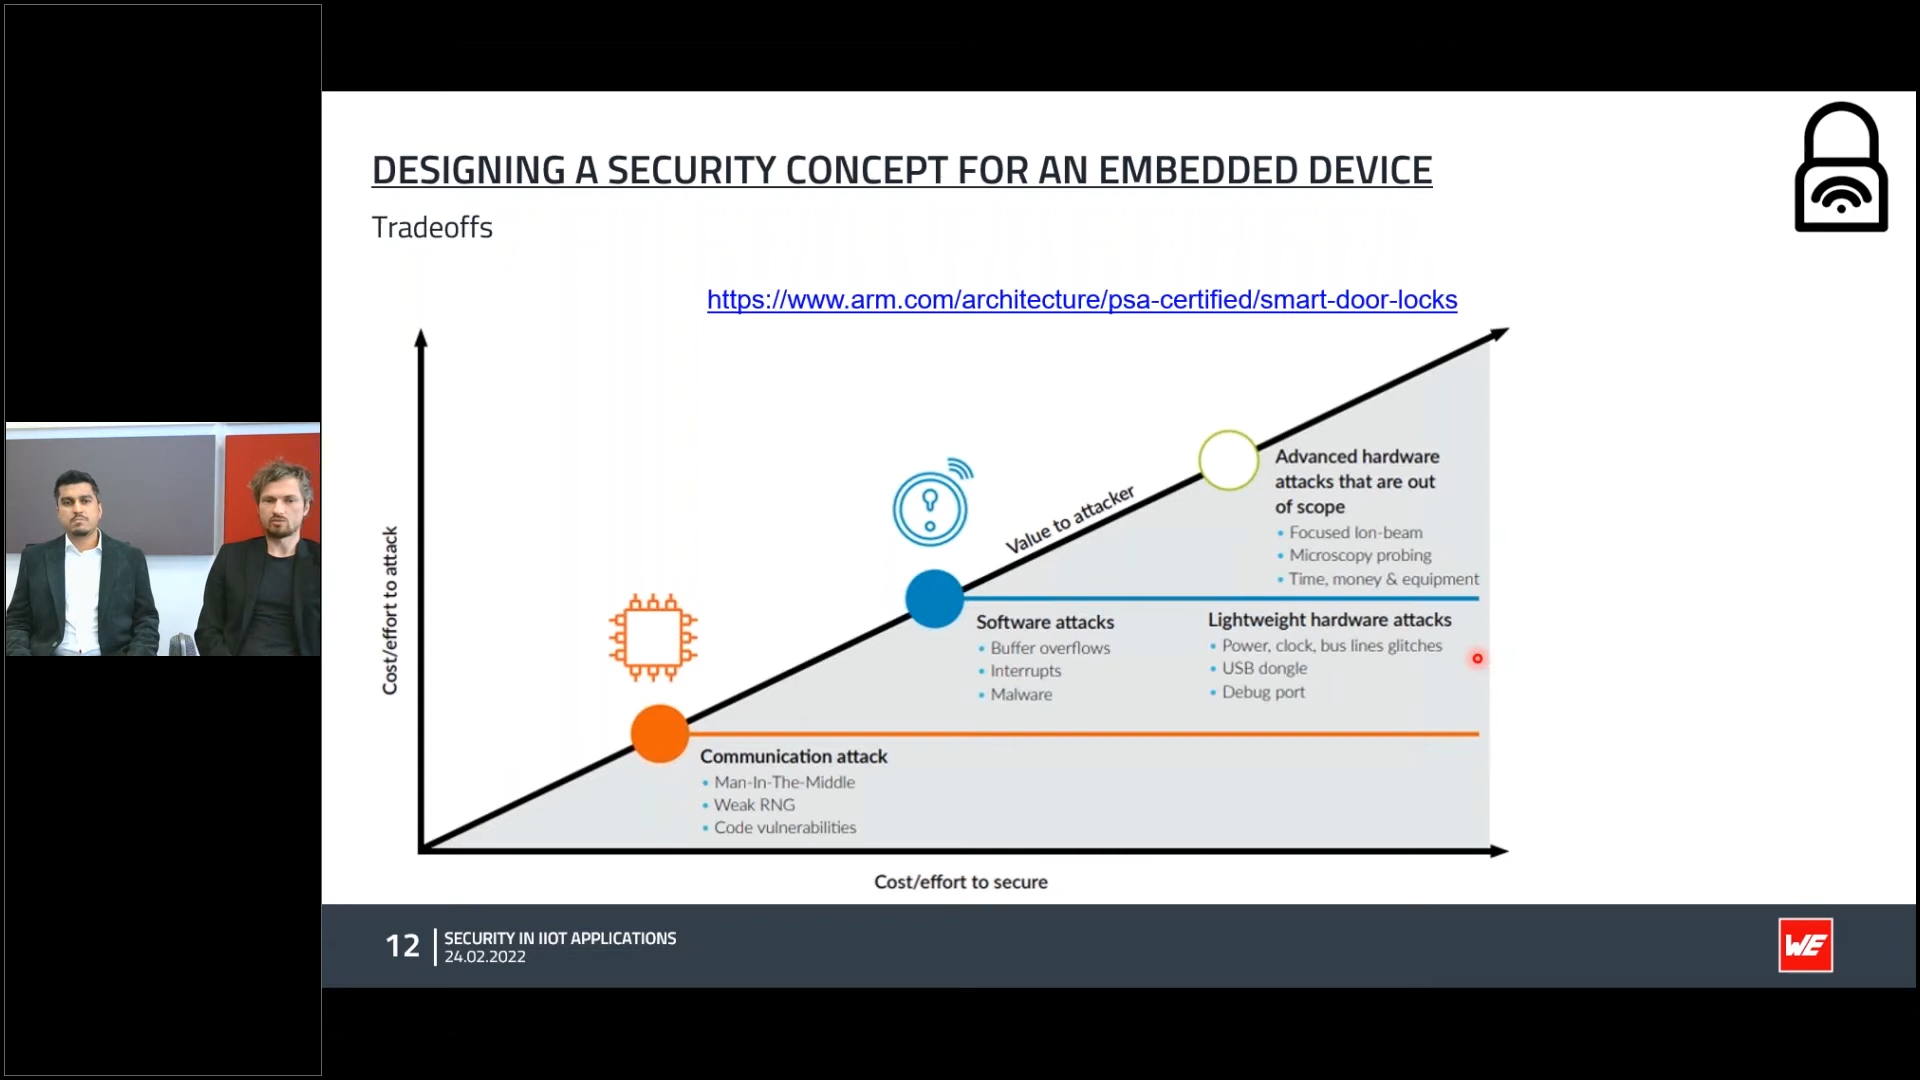 DESIGNING A SECURITY CONCEPT FOR AN EMBEDDED DEVICE
Tradeoffs
https://www.arm.com/architecture/psa-certified/smart-door-locks
Cost/effort to attack
Value to attacker
Advanced hardware
attacks that are out
of scope
• Focused Ion-beam
• Microscopy probing
• Time, money & equipment
Software attacks
• Buffer overflows
• Interrupts
• Malware
Lightweight hardware attacks
• Power, clock, bus lines glitches
• USB dongle
• Debug port
Communication attack
• Man-In-The-Middle
• Weak RNG
• Code vulnerabilities
Cost/effort to secure
12
SECURITY IN IIOT APPLICATIONS
24.02.2022
WE